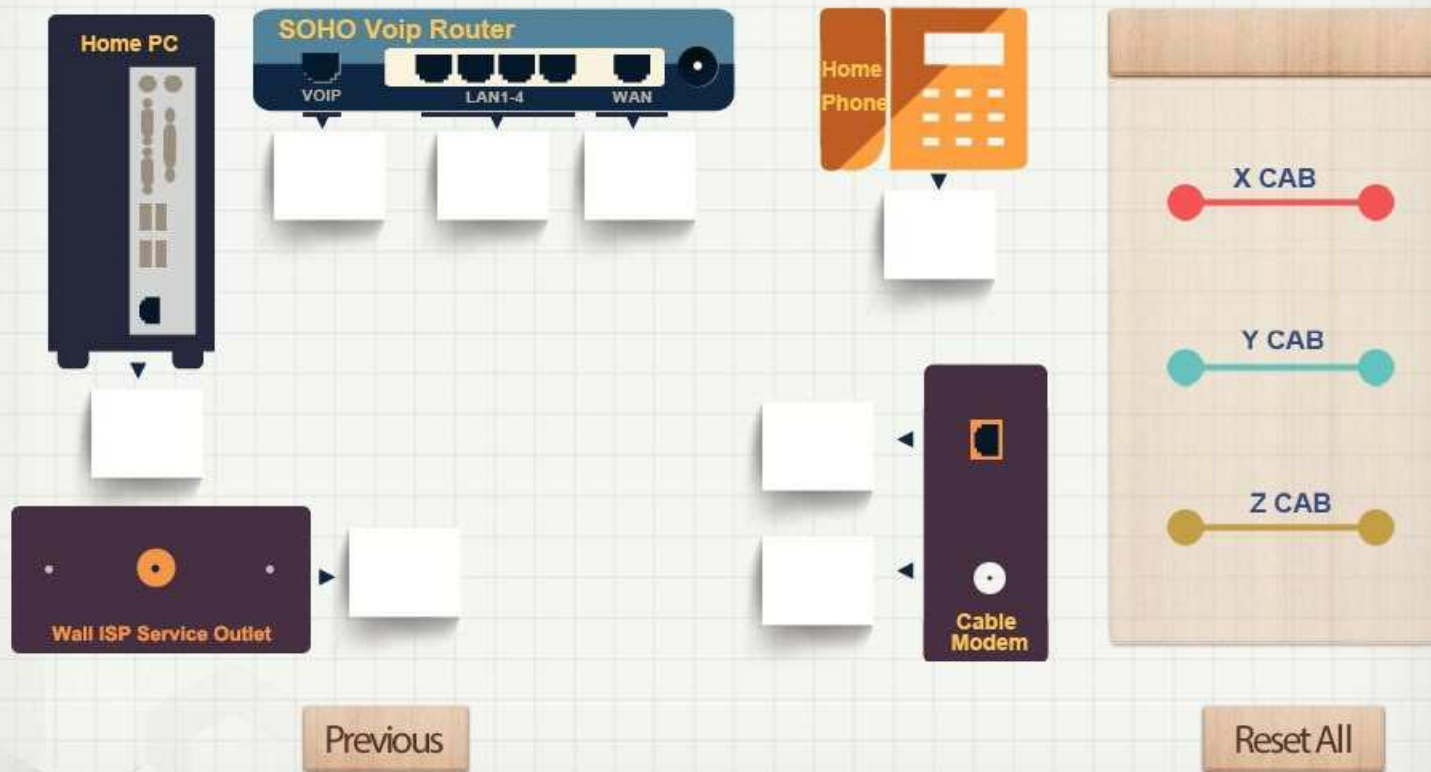 Home PC
SOHO Voip Router
VOIP
LAN1-4
WAN
Home
Phone
X CAB
Y CAB
Z CAB
Wall ISP Service Outlet
Cable
Modem
Previous
Reset All